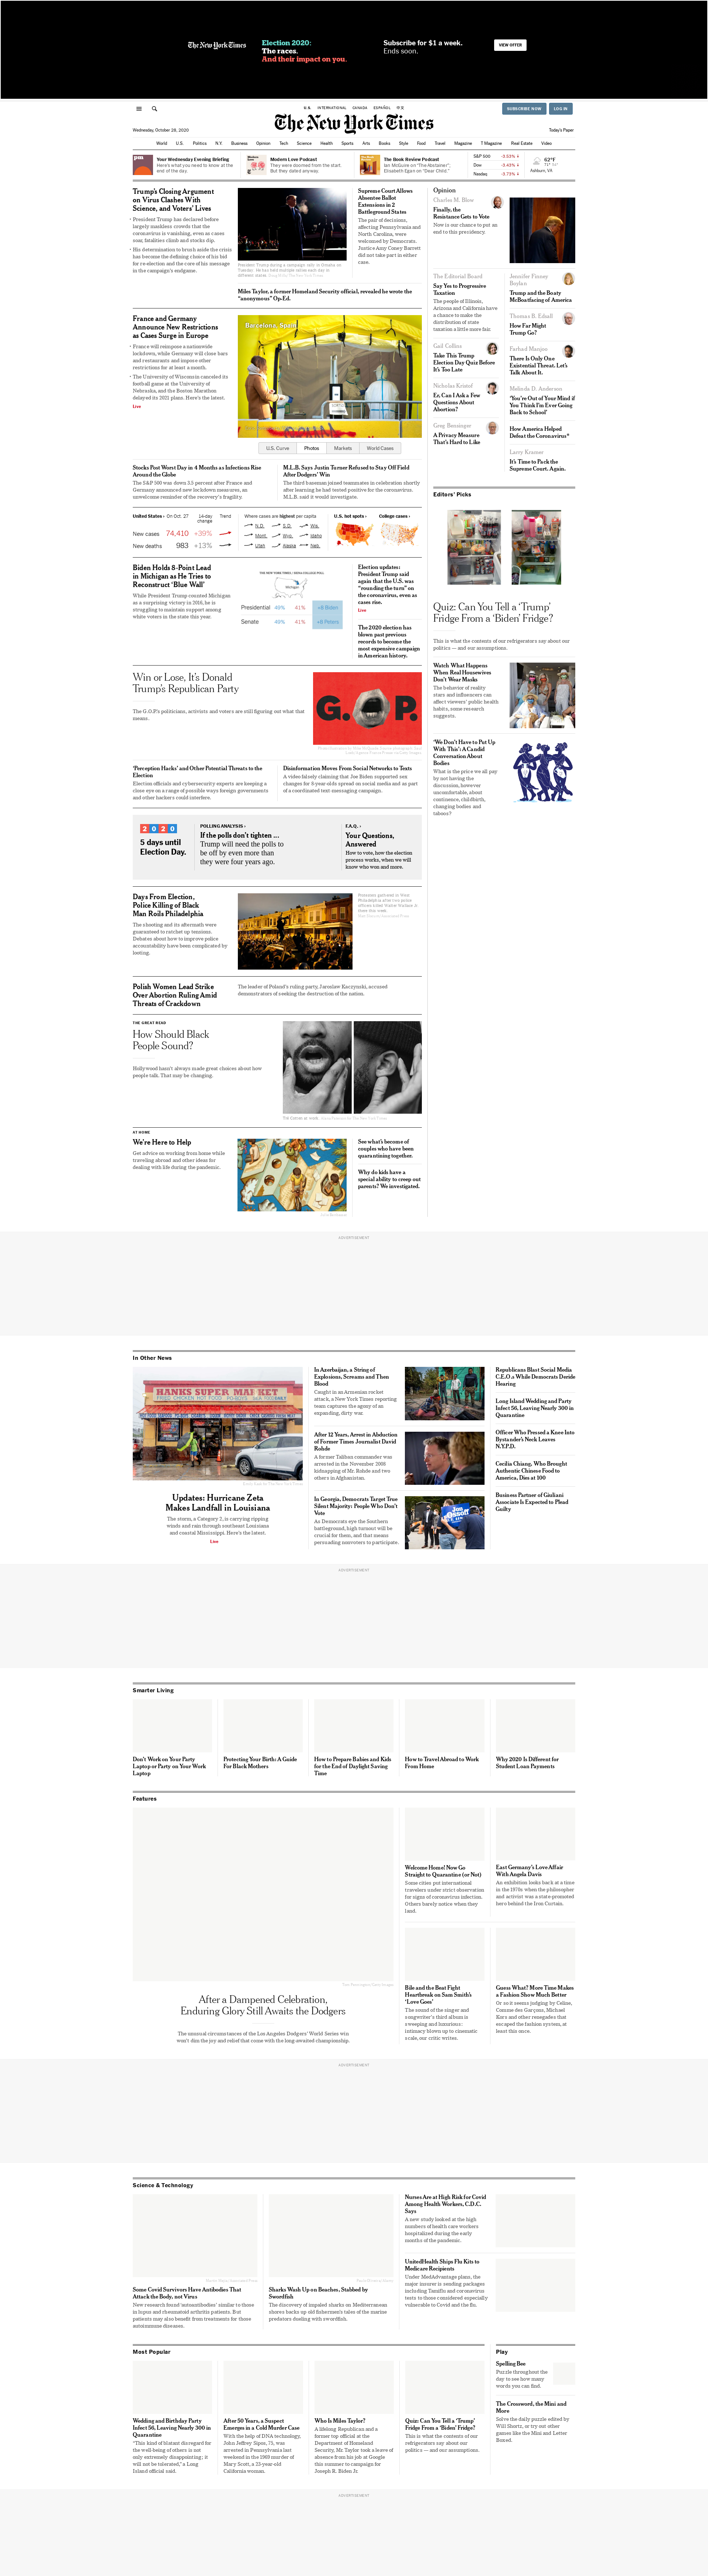 The New York Times
Election 2020:
The races.
And their impact on you.
Subscribe for $1 a week.
Ends soon.
VIEW OFFER
U.S.
INTERNATIONAL
CANADA
ESPAÑOL
中文
SUBSCRIBE NOW
LOG IN
The New York Times
Wednesday, October 28, 2020
Today's Paper
World
U.S.
Politics
N.Y.
Business
Opinion
Tech
Science
Health
Sports
Arts
Books
Style
Food
Travel
Magazine
T Magazine
Real Estate
Video
Your Wednesday Evening Briefing
Here's what you need to know at the
end of the day.
Modern Love Podcast
They were doomed from the start.
But they dated anyway.
The Book Review Podcast
Ian McGuire on “The Abstainer”;
Elisabeth Egan on “Dear Child.”
S&P 500 -3.53%
Dow -3.43%
Nasdaq -3.73%
62°F
Ashburn, VA
Trump's Closing Argument
on Virus Clashes With
Science, and Voters' Lives
• President Trump has declared before
largely maskless crowds that the
coronavirus is vanishing, even as cases
soar, fatalities climb and stocks dip.
• His determination to brush aside the crisis
has become the defining choice of his bid
for re-election and the core of his message
in the campaign's endgame.
Supreme Court Allows
Absentee Ballot
Extensions in 2
Battleground States
The pair of decisions,
affecting Pennsylvania and
North Carolina, were
welcomed by Democrats.
Justice Amy Coney Barrett
did not take part in either
case.
Miles Taylor, a former Homeland Security official, revealed he wrote the
“anonymous” Op-Ed.
France and Germany
Announce New Restrictions
as Cases Surge in Europe
• France will reimpose a nationwide
lockdown, while Germany will close bars
and restaurants and impose other
restrictions for at least a month.
• The University of Wisconsin canceled its
football game at the University of
Nebraska, and the Boston Marathon
delayed its 2021 plans. Here's the latest.
Live
Barcelona, Spain
U.S. Curve
Photos
Markets
World Cases
Stocks Post Worst Day in 4 Months as Infections Rise
Around the Globe
The S&P 500 was down 3.5 percent after France and
Germany announced new lockdown measures, an
unwelcome reminder of the recovery's fragility.
M.L.B. Says Justin Turner Refused to Stay Off Field
After Dodgers' Win
The third baseman joined teammates in celebration shortly
after learning he had tested positive for the coronavirus.
M.L.B. said it would investigate.
United States › On Oct. 27
14-day
change
Trend
New cases 74,410 +39%
New deaths 983 +13%
Where cases are highest per capita
N.D. S.D. Wis.
Mont. Wyo. Idaho
Utah Alaska Neb.
U.S. hot spots ›
College cases ›
Biden Holds 8-Point Lead
in Michigan as He Tries to
Reconstruct ‘Blue Wall’
While President Trump counted Michigan
as a surprising victory in 2016, he is
struggling to maintain support among
white voters in the state this year.
THE NEW YORK TIMES / SIENA COLLEGE POLL
Michigan
Presidential 49% 41% +8 Biden
Senate 49% 41% +8 Peters
Election updates:
President Trump said
again that the U.S. was
“rounding the turn” on
the coronavirus, even as
cases rise.
Live
The 2020 election has
blown past previous
records to become the
most expensive campaign
in American history.
Win or Lose, It's Donald
Trump's Republican Party
The G.O.P.'s politicians, activists and voters are still figuring out what that
means.
G.O.P.
‘Perception Hacks’ and Other Potential Threats to the
Election
Election officials and cybersecurity experts are keeping a
close eye on a range of possible ways foreign governments
and other hackers could interfere.
Disinformation Moves From Social Networks to Texts
A video falsely claiming that Joe Biden supported sex
changes for 8-year-olds spread on social media and as part
of a coordinated text-messaging campaign.
2020
5 days until
Election Day.
POLLING ANALYSIS ›
If the polls don't tighten ...
Trump will need the polls to
be off by even more than
they were four years ago.
F.A.Q. ›
Your Questions,
Answered
How to vote, how the election
process works, when we will
know who won and more.
Days From Election,
Police Killing of Black
Man Roils Philadelphia
The shooting and its aftermath were
guaranteed to ratchet up tensions.
Debates about how to improve police
accountability have been complicated by
looting.
Polish Women Lead Strike
Over Abortion Ruling Amid
Threats of Crackdown
The leader of Poland's ruling party, Jaroslaw Kaczynski, accused
demonstrators of seeking the destruction of the nation.
THE GREAT READ
How Should Black
People Sound?
Hollywood hasn't always made great choices about how
people talk. That may be changing.
AT HOME
We're Here to Help
Get advice on working from home while
traveling abroad and other ideas for
dealing with life during the pandemic.
See what's become of
couples who have been
quarantining together.
Why do kids have a
special ability to creep out
parents? We investigated.
Opinion
Charles M. Blow
Finally, the
Resistance Gets to Vote
Now is our chance to put an
end to this presidency.
The Editorial Board
Say Yes to Progressive
Taxation
The people of Illinois,
Arizona and California have
a chance to make the
distribution of state
taxation a little more fair.
Jennifer Finney
Boylan
Trump and the Boaty
McBoatfacing of America
Thomas B. Edsall
How Far Might
Trump Go?
Gail Collins
Take This Trump
Election Day Quiz Before
It's Too Late
Farhad Manjoo
There Is Only One
Existential Threat. Let's
Talk About It.
Nicholas Kristof
Er, Can I Ask a Few
Questions About
Abortion?
Melinda D. Anderson
‘You're Out of Your Mind if
You Think I'm Ever Going
Back to School’
Greg Bensinger
A Privacy Measure
That's Hard to Like
How America Helped
Defeat the Coronavirus*
Larry Kramer
It's Time to Pack the
Supreme Court. Again.
Editors' Picks
Quiz: Can You Tell a ‘Trump’
Fridge From a ‘Biden’ Fridge?
This is what the contents of our refrigerators say about our
politics — and our assumptions.
Watch What Happens
When Real Housewives
Don't Wear Masks
The behavior of reality
stars and influencers can
affect viewers' public health
habits, some research
suggests.
‘We Don't Have to Put Up
With This’: A Candid
Conversation About
Bodies
What is the price we all pay
by not having the
discussion, however
uncomfortable, about
continence, childbirth,
changing bodies and
taboos?
ADVERTISEMENT
In Other News
HANKS SUPER MARKET
Updates: Hurricane Zeta
Makes Landfall in Louisiana
The storm, a Category 2, is carrying ripping
winds and rain through southeast Louisiana
and coastal Mississippi. Here's the latest.
Live
In Azerbaijan, a String of
Explosions, Screams and Then
Blood
Caught in an Armenian rocket
attack, a New York Times reporting
team captures the agony of an
expanding, dirty war.
After 12 Years, Arrest in Abduction
of Former Times Journalist David
Rohde
A former Taliban commander was
arrested in the November 2008
kidnapping of Mr. Rohde and two
others in Afghanistan.
In Georgia, Democrats Target True
Silent Majority: People Who Don't
Vote
As Democrats eye the Southern
battleground, high turnout will be
crucial for them, and that means
persuading nonvoters to participate.
Republicans Blast Social Media
C.E.O.s While Democrats Deride
Hearing
Long Island Wedding and Party
Infect 56, Leaving Nearly 300 in
Quarantine
Officer Who Pressed a Knee Into
Bystander's Neck Leaves
N.Y.P.D.
Cecilia Chiang, Who Brought
Authentic Chinese Food to
America, Dies at 100
Business Partner of Giuliani
Associate Is Expected to Plead
Guilty
ADVERTISEMENT
Smarter Living
Don't Work on Your Party
Laptop or Party on Your Work
Laptop
Protecting Your Birth: A Guide
For Black Mothers
How to Prepare Babies and Kids
for the End of Daylight Saving
Time
How to Travel Abroad to Work
From Home
Why 2020 Is Different for
Student Loan Payments
Features
After a Dampened Celebration,
Enduring Glory Still Awaits the Dodgers
The unusual circumstances of the Los Angeles Dodgers' World Series win
won't dim the joy and relief that come with the long-awaited championship.
Welcome Home! Now Go
Straight to Quarantine (or Not)
Some cities put international
travelers under strict observation
for signs of coronavirus infection.
Others barely notice when they
land.
East Germany's Love Affair
With Angela Davis
An exhibition looks back at a time
in the 1970s when the philosopher
and activist was a state-promoted
hero behind the Iron Curtain.
Bile and the Beat Fight
Heartbreak on Sam Smith's
‘Love Goes’
The sound of the singer and
songwriter's third album is
sweeping and luxurious:
intimacy blown up to cinematic
scale, our critic writes.
Guess What? More Time Makes
a Fashion Show Much Better
Or so it seems judging by Celine,
Comme des Garçons, Michael
Kors and other renegades that
escaped the fashion system, at
least this once.
ADVERTISEMENT
Science & Technology
Some Covid Survivors Have Antibodies That
Attack the Body, not Virus
New research found ‘autoantibodies’ similar to those
in lupus and rheumatoid arthritis patients. But
patients may also benefit from treatments for those
autoimmune diseases.
Sharks Wash Up on Beaches, Stabbed by
Swordfish
The discovery of impaled sharks on Mediterranean
shores backs up old fishermen's tales of the marine
predators dueling with swordfish.
Nurses Are at High Risk for Covid
Among Health Workers, C.D.C.
Says
A new study looked at the high
numbers of health care workers
hospitalized during the early
months of the pandemic.
UnitedHealth Ships Flu Kits to
Medicare Recipients
Under MedAdvantage plans, the
major insurer is sending packages
including Tamiflu and coronavirus
tests to those considered especially
vulnerable to Covid and the flu.
Most Popular
Wedding and Birthday Party
Infect 56, Leaving Nearly 300 in
Quarantine
“This kind of blatant disregard for
the well-being of others is not
only extremely disappointing; it
will not be tolerated,” a Long
Island official said.
After 50 Years, a Suspect
Emerges in a Cold Murder Case
With the help of DNA technology,
John Jeffrey Sipos, 75, was
arrested in Pennsylvania last
weekend in the 1969 murder of
Mary Scott, a 23-year-old
California woman.
Who Is Miles Taylor?
A lifelong Republican and a
former top official at the
Department of Homeland
Security, Mr. Taylor took a leave of
absence from his job at Google
this summer to campaign for
Joseph R. Biden Jr.
Quiz: Can You Tell a ‘Trump’
Fridge From a ‘Biden’ Fridge?
This is what the contents of our
refrigerators say about our
politics — and our assumptions.
Play
Spelling Bee
Puzzle: throughout the
day to see how many
words you can find.
The Crossword, the Mini and
More
Solve the daily puzzle edited by
Will Shortz, or try out other
games like the Mini and Letter
Boxed.
ADVERTISEMENT